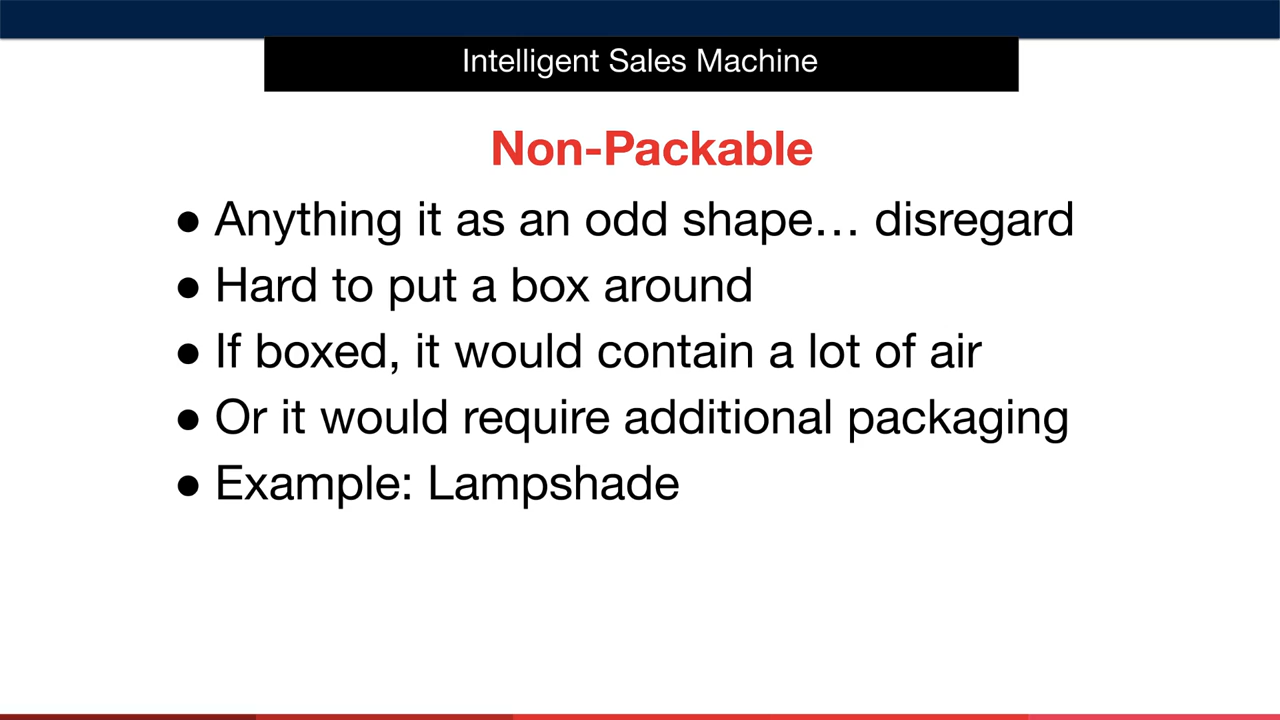 Intelligent Sales Machine
Non-Packable
● Anything it as an odd shape… disregard
● Hard to put a box around
● If boxed, it would contain a lot of air
● Or it would require additional packaging
● Example: Lampshade